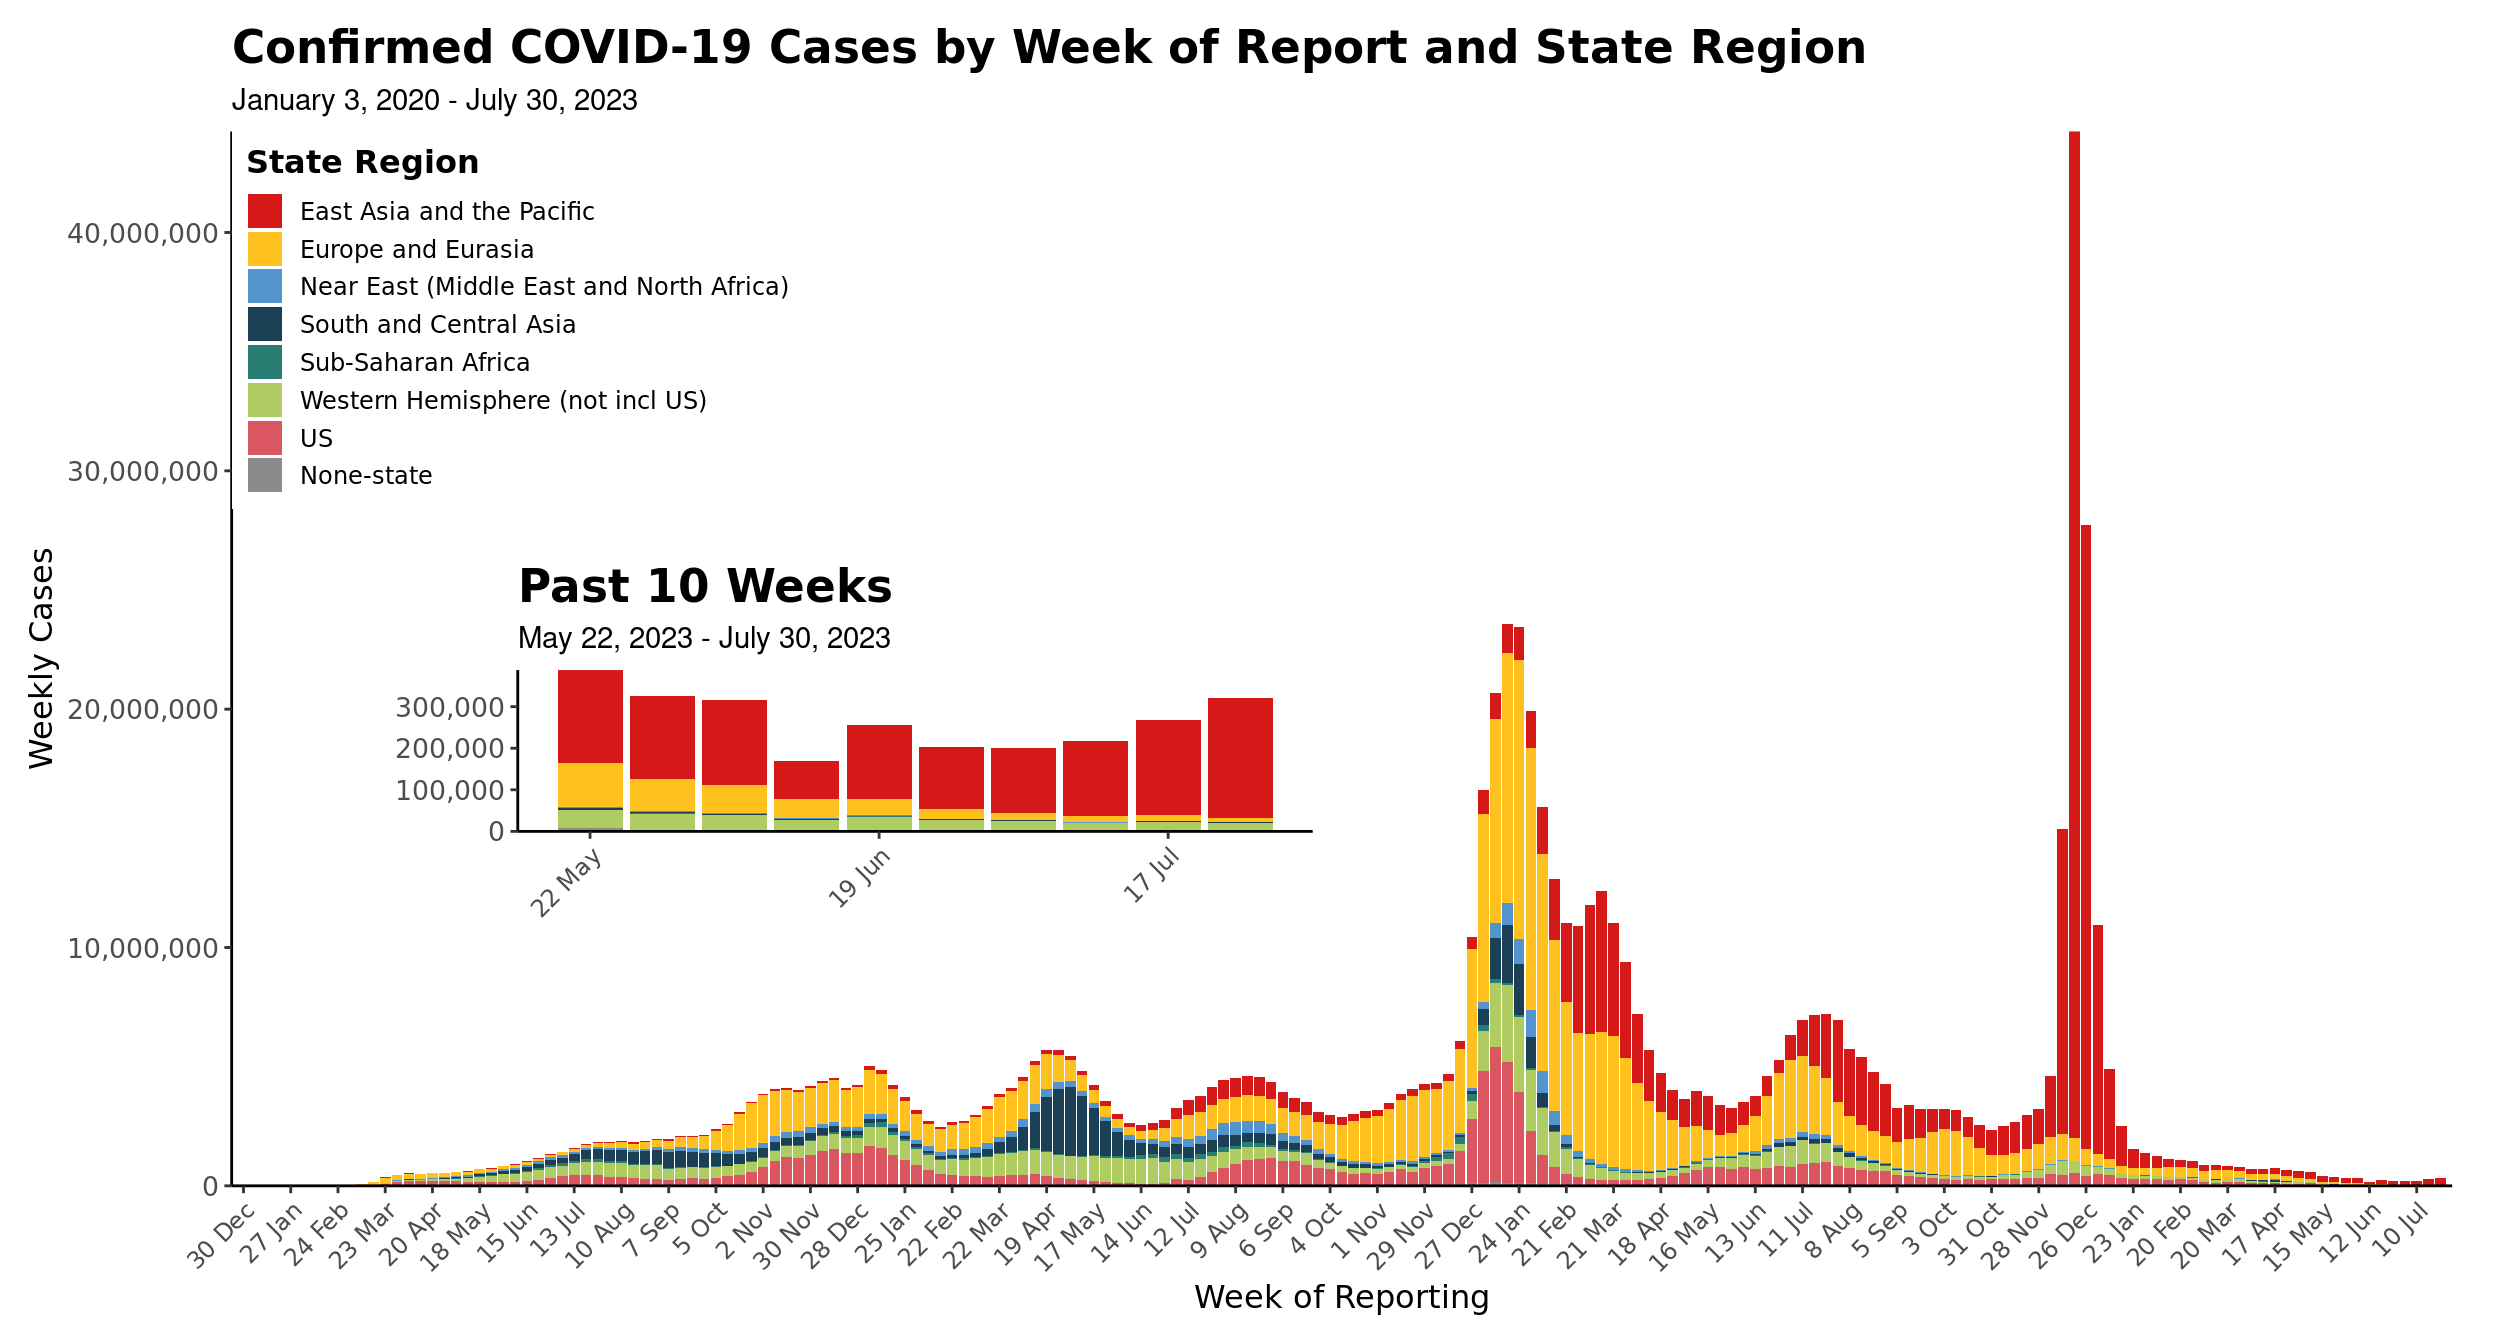 Confirmed COVID-19 Cases by Week of Report and State Region
January 3, 2020 - July 30, 2023
State Region
East Asia and the Pacific
Europe and Eurasia
Near East (Middle East and North Africa)
South and Central Asia
Sub-Saharan Africa
Western Hemisphere (not incl US)
US
None-state
Weekly Cases
40,000,000
30,000,000
20,000,000
10,000,000
0
Past 10 Weeks
May 22, 2023 - July 30, 2023
300,000
200,000
100,000
0
22 May
19 Jun
17 Jul
30 Dec
27 Jan
24 Feb
23 Mar
20 Apr
18 May
15 Jun
13 Jul
10 Aug
7 Sep
5 Oct
2 Nov
30 Nov
28 Dec
25 Jan
22 Feb
22 Mar
19 Apr
17 May
14 Jun
12 Jul
9 Aug
6 Sep
4 Oct
1 Nov
29 Nov
27 Dec
24 Jan
21 Feb
21 Mar
18 Apr
16 May
13 Jun
11 Jul
8 Aug
5 Sep
3 Oct
31 Oct
28 Nov
26 Dec
23 Jan
20 Feb
20 Mar
17 Apr
15 May
12 Jun
10 Jul
Week of Reporting